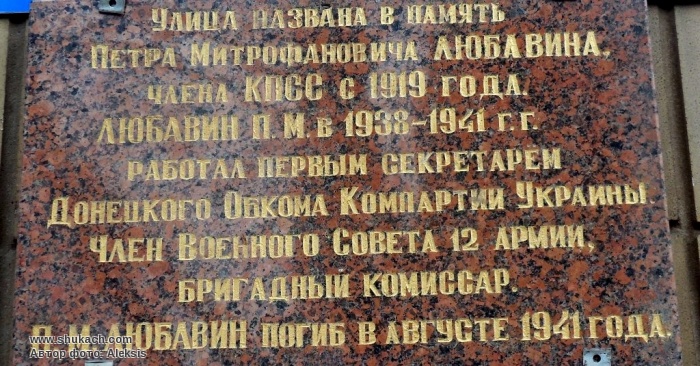 Улица названа в память
Петра Митрофановича ЛЮБАВИНА,
члена КПСС с 1919 года.
ЛЮБАВИН П.М. в 1938-1941 г.г.
работал первым секретарем
Донецкого Обкома Компартии Украины.
Член Военного Совета 12 армии,
бригадный комиссар.
П.М.ЛЮБАВИН погиб в августе 1941 года.
www.shukach.com
Автор фото: Aleksis